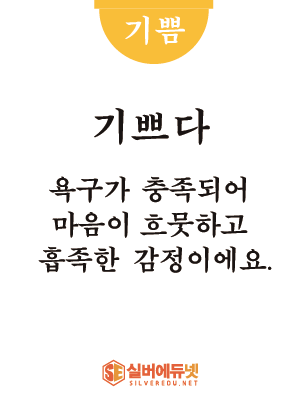 기쁨
기쁘다
욕구가 충족되어
마음이 흐뭇하고
흡족한 감정이에요.
SE 실버에듀넷
SILVEREDU.NET